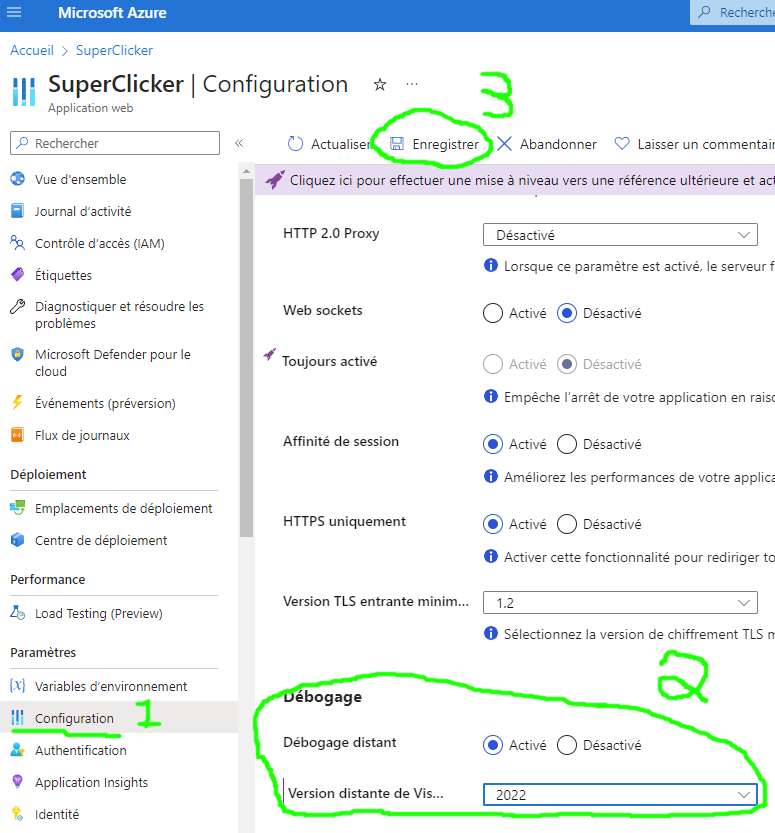 Microsoft Azure
Recherche
Accueil > SuperClicker
SuperClicker | Configuration
Application web
3
Rechercher
«
Actualiser
Enregistrer
Abandonner
Laisser un commentair
Cliquez ici pour effectuer une mise à niveau vers une référence ultérieure et act
Vue d'ensemble
Journal d’activité
Contrôle d’accès (IAM)
Étiquettes
Diagnostiquer et résoudre les
problèmes
Microsoft Defender pour le
cloud
Événements (préversion)
Flux de journaux
Déploiement
Emplacements de déploiement
Centre de déploiement
Performance
Load Testing (Preview)
Paramètres
Variables d’environnement
Configuration
1
Authentification
Application Insights
Identité
HTTP 2.0 Proxy
Désactivé
Lorsque ce paramètre est activé, le serveur f
Web sockets
Activé
Désactivé
Toujours activé
Activé
Désactivé
Empêche l’arrêt de votre application en raiso
Affinité de session
Activé
Désactivé
Améliorez les performances de votre applica
HTTPS uniquement
Activé
Désactivé
Activer cette fonctionnalité pour rediriger to
Version TLS entrante minim...
1.2
Sélectionnez la version de chiffrement TLS m
2
Débogage
Débogage distant
Activé
Désactivé
Version distante de Vis...
2022